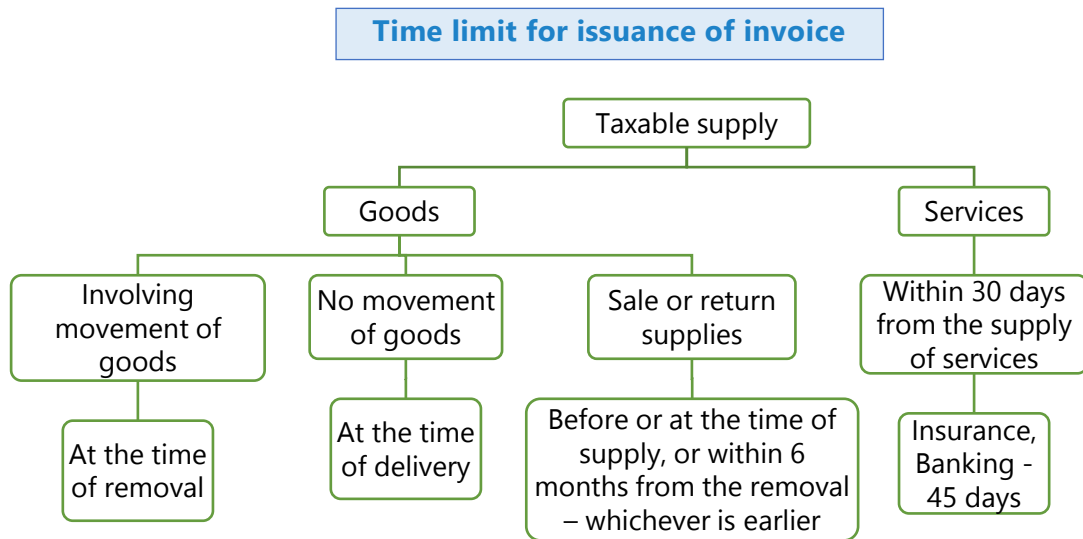 Time limit for issuance of invoice
Taxable supply
Goods
Services
Involving
movement of
goods
No movement
of goods
Sale or return
supplies
Within 30 days
from the supply
of services
At the time
of removal
At the time
of delivery
Before or at the time of
supply, or within 6
months from the removal
– whichever is earlier
Insurance,
Banking -
45 days